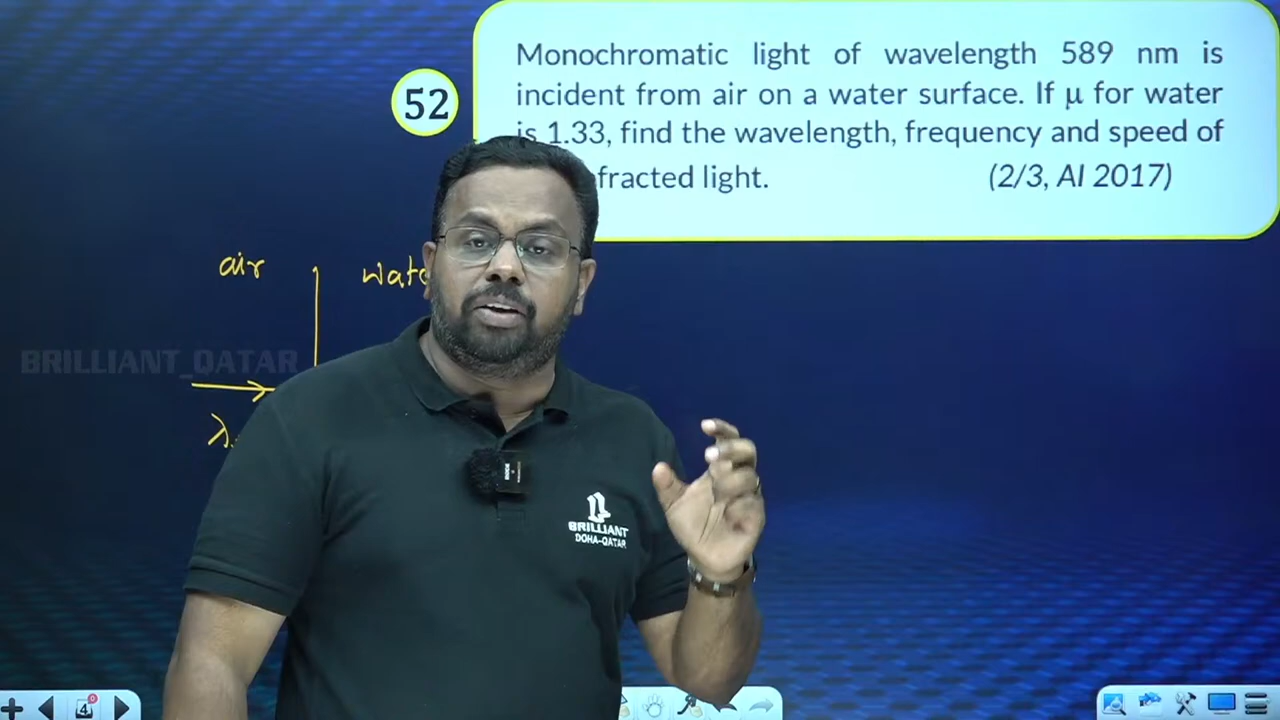 Monochromatic light of wavelength 589 nm is
52
incident from air on a water surface. If μ for water
is 1.33, find the wavelength, frequency and speed of
light. (2/3, AI 2017)
air
BRILLIANT_QATAR
λ
BRILLIANT
DOHA-QATAR
4